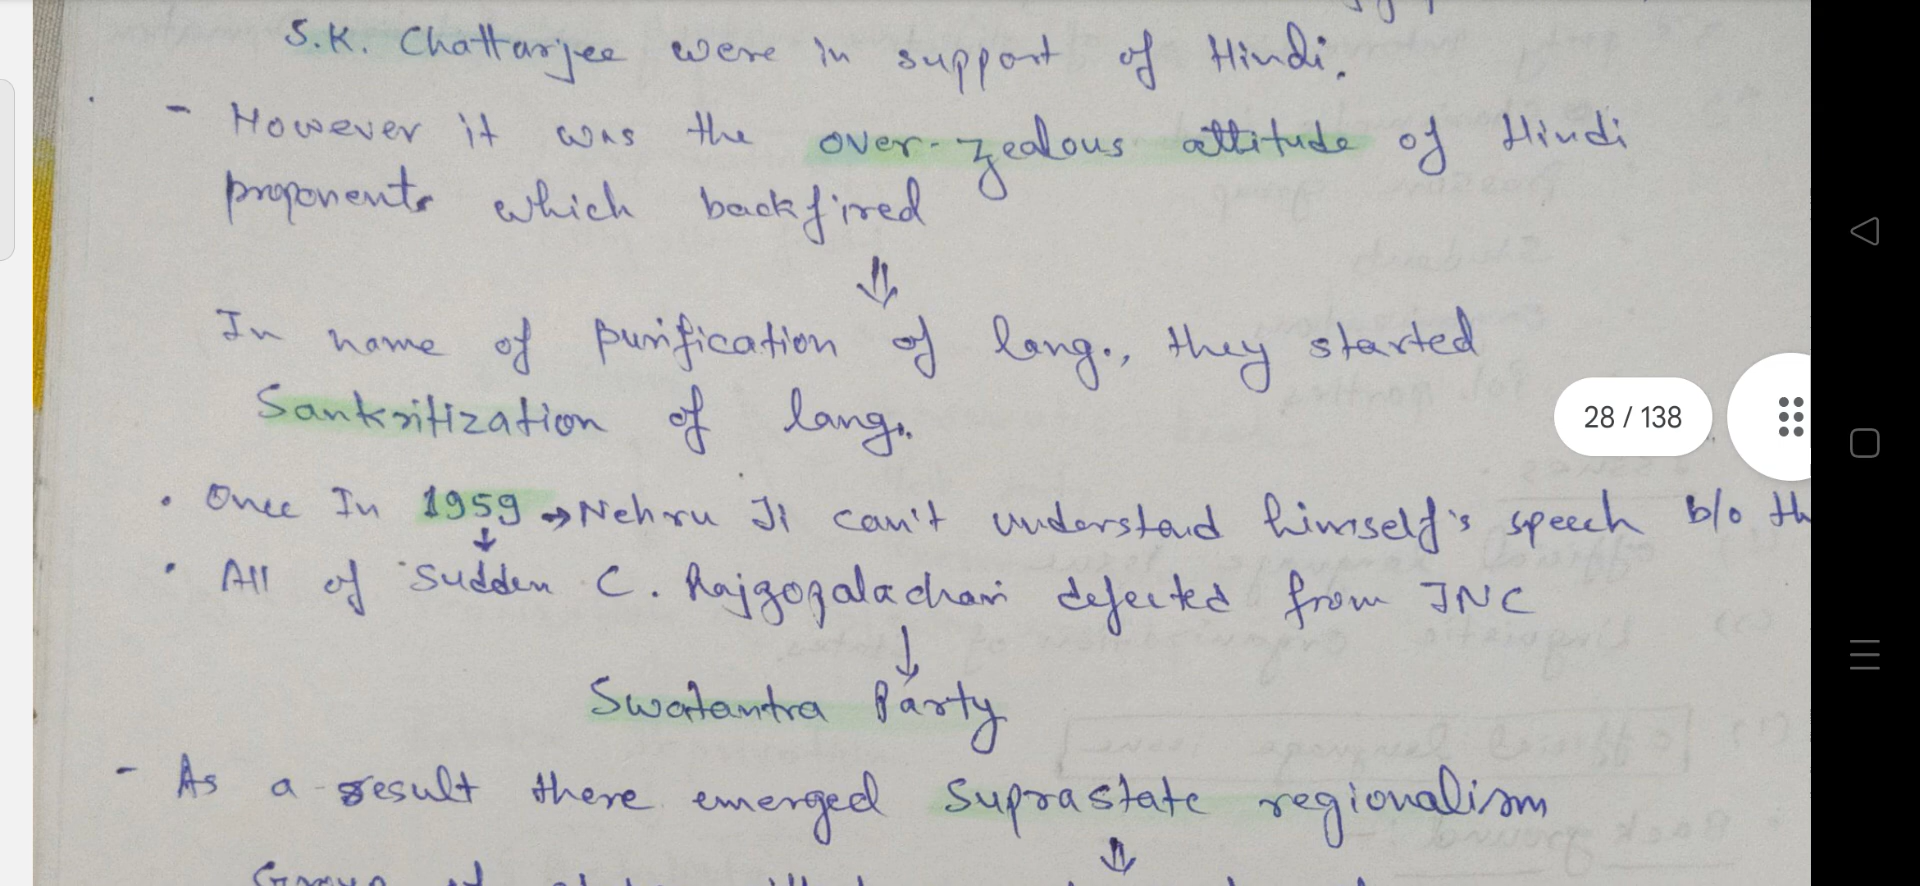 S.K. Chattarjee were in support of Hindi.
- However it was the over-zealous attitude of Hindi
proponents which backfired
⇓
In name of purification of lang., they started
Sankritization of lang.
• Once In 1959 → Nehru Ji can't understand himself's speech b/o th
↓
• All of sudden C. Rajgopalachari defected from INC
↓
Swatantra Party
- As a result there emerged Suprastate regionalism
⇓
28 / 138